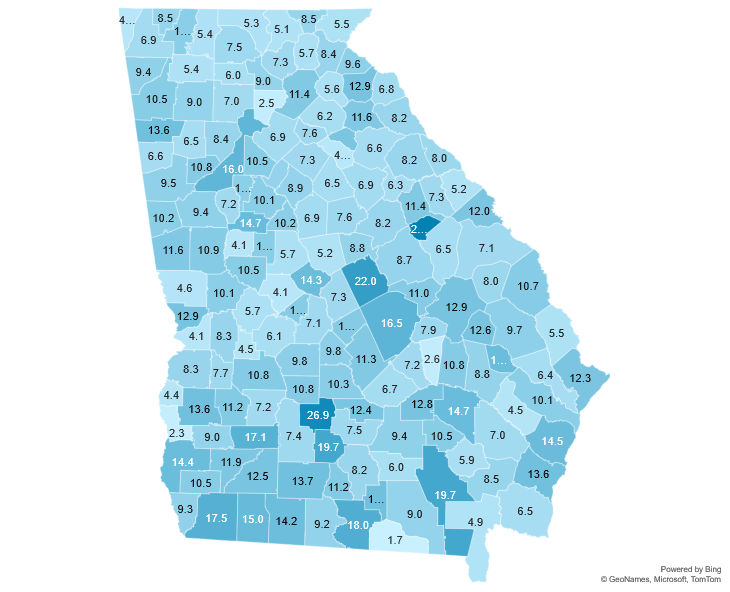 4… 8.5 5.3 5.1 8.5 5.5
6.9 1… 5.4
7.5 5.7 8.4
9.4 5.4 6.0 7.3 9.6
9.0 12.9 6.8
10.5 9.0 7.0 2.5 11.4 5.6
6.2 11.6 8.2
13.6 6.5 8.4 6.9 7.6
6.6 10.8 16.0 10.5 7.3 4… 6.6 8.2 8.0
9.5 1… 8.9 6.5 6.9 6.3 5.2
10.2 9.4 7.2 10.1 11.4 7.3 12.0
14.7 10.2 6.9 7.6 8.2 2…
11.6 10.9 4.1 1… 5.7 5.2 8.8 6.5 7.1
10.5 8.7
4.6 10.1 4.1 14.3 22.0 8.0 10.7
7.3 11.0
12.9 5.7 1… 12.9
4.1 8.3 6.1 7.1 1… 16.5 7.9 12.6 9.7 5.5
4.5 9.8 9.8 11.3 7.2 2.6 10.8 1…
8.3 7.7 10.8 8.8 6.4 12.3
4.4 10.8 10.3 6.7
13.6 11.2 7.2 26.9 12.4 12.8 14.7 4.5 10.1
2.3 9.0 17.1 7.4 7.5 9.4 10.5 7.0 14.5
19.7
14.4 11.9 8.2 6.0 5.9
10.5 12.5 13.7 11.2 8.5 13.6
9.3 17.5 15.0 14.2 9.2 18.0 1… 9.0 19.7 6.5
1.7 4.9
Powered by Bing
© GeoNames, Microsoft, TomTom